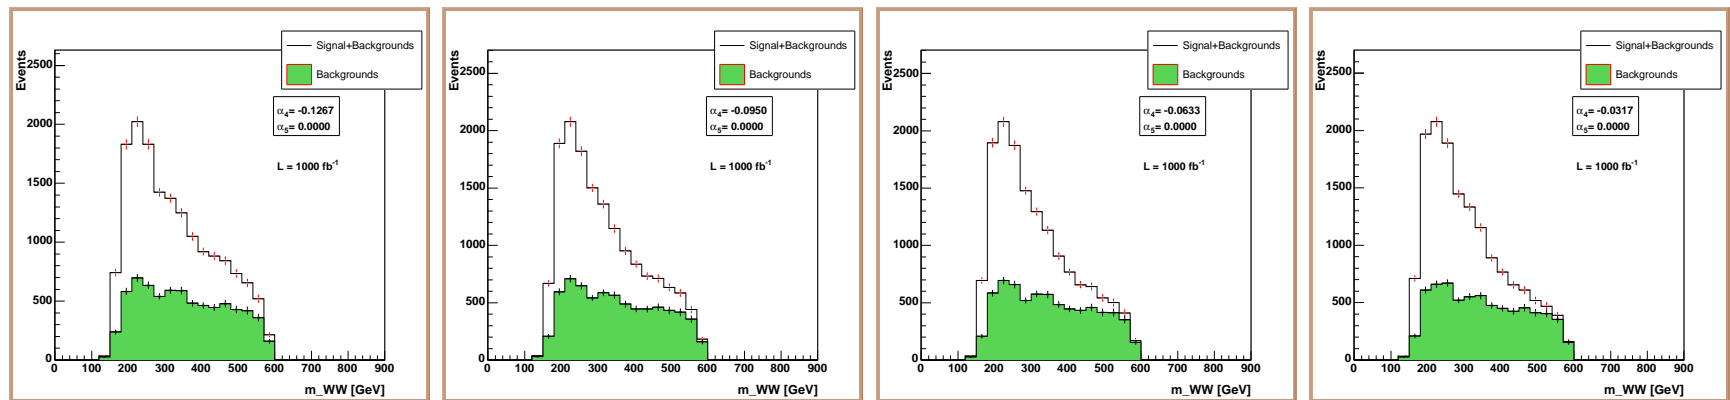 Events
2500
2000
1500
1000
500
0
0 100 200 300 400 500 600 700 800 900
m_WW [GeV]
Signal+Backgrounds
Backgrounds
α4= -0.1267
α5= 0.0000
L = 1000 fb-1
Events
2500
2000
1500
1000
500
0
0 100 200 300 400 500 600 700 800 900
m_WW [GeV]
Signal+Backgrounds
Backgrounds
α4= -0.0950
α5= 0.0000
L = 1000 fb-1
Events
2500
2000
1500
1000
500
0
0 100 200 300 400 500 600 700 800 900
m_WW [GeV]
Signal+Backgrounds
Backgrounds
α4= -0.0633
α5= 0.0000
L = 1000 fb-1
Events
2500
2000
1500
1000
500
0
0 100 200 300 400 500 600 700 800 900
m_WW [GeV]
Signal+Backgrounds
Backgrounds
α4= -0.0317
α5= 0.0000
L = 1000 fb-1